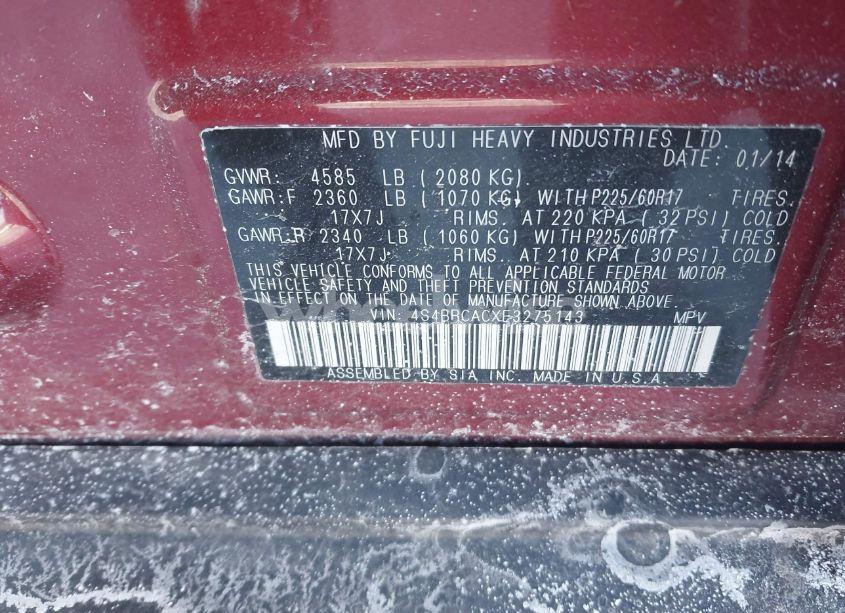 MFD BY FUJI HEAVY INDUSTRIES LTD.
DATE: 01/14
GVWR: 4585 LB (2080 KG)
GAWR:F 2360 LB (1070 KG) WITH P225/60R17 TIRES.
17X7J RIMS. AT 220 KPA (32 PSI) COLD
GAWR:R 2340 LB (1060 KG) WITH P225/60R17 TIRES.
17X7J RIMS. AT 210 KPA (30 PSI) COLD
THIS VEHICLE CONFORMS TO ALL APPLICABLE FEDERAL MOTOR
VEHICLE SAFETY AND THEFT PREVENTION STANDARDS
IN EFFECT ON THE DATE OF MANUFACTURE SHOWN ABOVE.
VIN: 4S4BRCACXE3275143 MPV
ASSEMBLED BY SIA INC. MADE IN U.S.A.